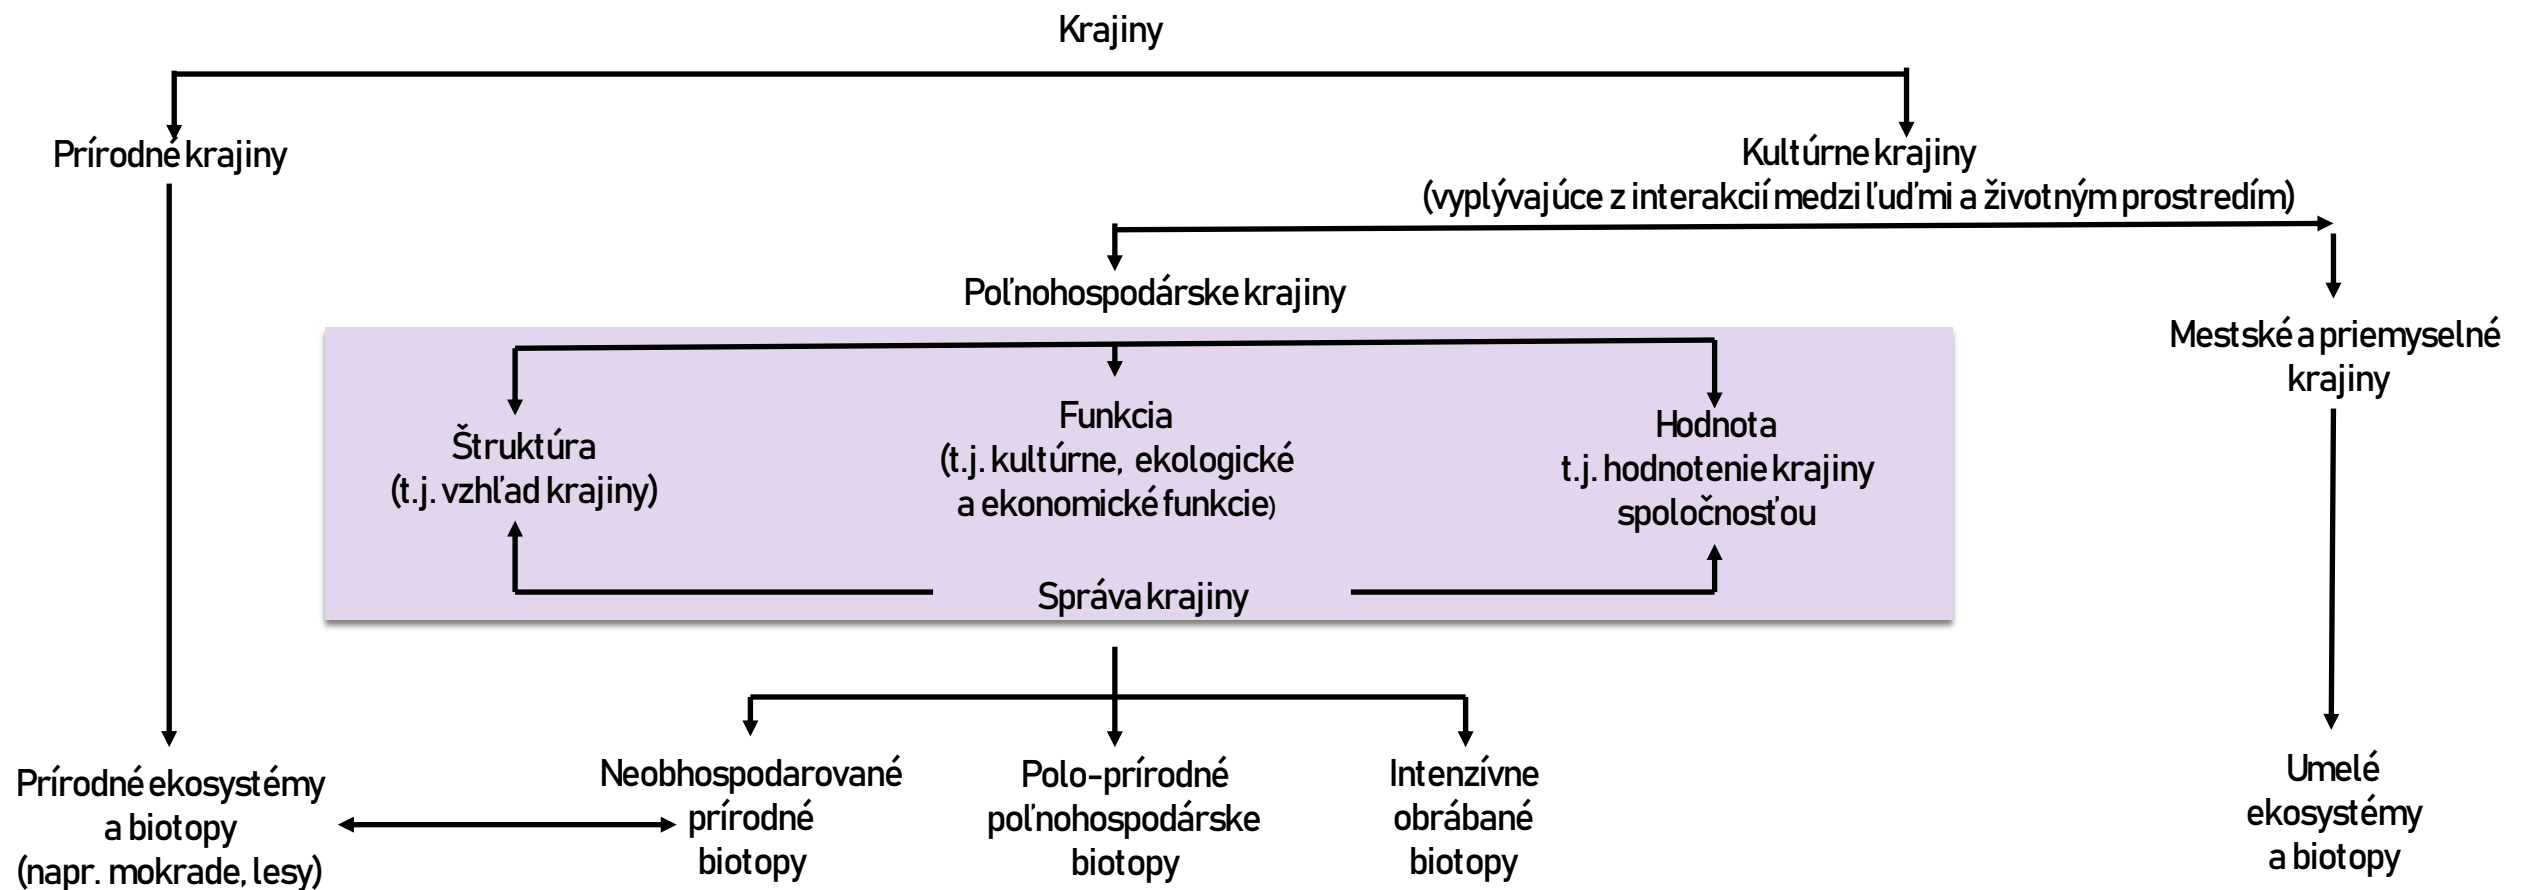 Krajiny
Prírodné krajiny
Kultúrne krajiny
(vyplývajúce z interakcií medzi ľuďmi a životným prostredím)
Poľnohospodárske krajiny
Mestské a priemyselné
krajiny
Štruktúra
(t.j. vzhľad krajiny)
Funkcia
(t.j. kultúrne, ekologické
a ekonomické funkcie)
Hodnota
t.j. hodnotenie krajiny
spoločnosťou
Správa krajiny
Prírodné ekosystémy
a biotopy
(napr. mokrade, lesy)
Neobhospodarované
prírodné
biotopy
Polo-prírodné
poľnohospodárske
biotopy
Intenzívne
obrábané
biotopy
Umelé
ekosystémy
a biotopy